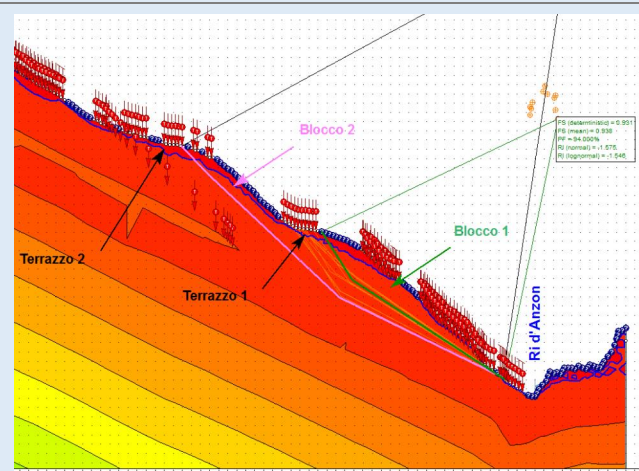 FS (deterministic) = 0.931
FS (mean) = 0.938
PF = 94.000%
RI (normal) = -1.575
RI (lognormal) = -1.546
Blocco 2
Blocco 1
Terrazzo 2
Terrazzo 1
Ri d'Anzon